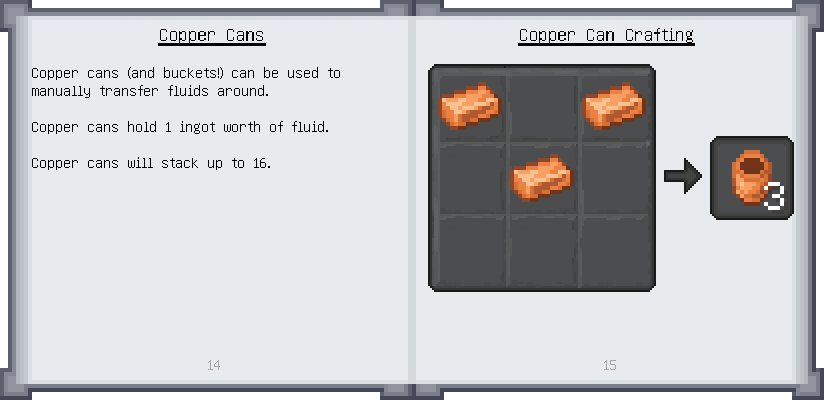 Copper Cans
Copper cans (and buckets!) can be used to
manually transfer fluids around.
Copper cans hold 1 ingot worth of fluid.
Copper cans will stack up to 16.
14
Copper Can Crafting
3
15